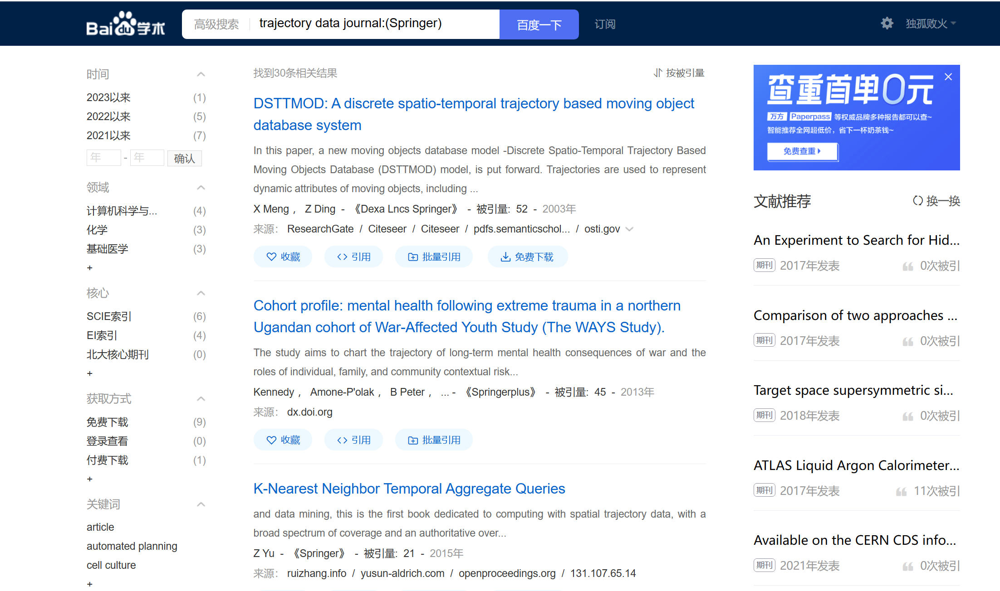 Bai du 学术
高级搜索 trajectory data journal:(Springer) 百度一下 订阅 独孤败火
时间
2023以来 (1)
2022以来 (5)
2021以来 (7)
年 - 年 确认
领域
计算机科学与... (4)
化学 (3)
基础医学 (3)
+
核心
SCIE索引 (6)
EI索引 (4)
北大核心期刊 (0)
+
获取方式
免费下载 (9)
登录查看 (0)
付费下载 (1)
+
关键词
article
automated planning
cell culture
+
找到30条相关结果 按被引量
DSTTMOD: A discrete spatio-temporal trajectory based moving object
database system
In this paper, a new moving objects database model -Discrete Spatio-Temporal Trajectory Based
Moving Objects Database (DSTTMOD) model, is put forward. Trajectories are used to represent
dynamic attributes of moving objects, including ...
X Meng ， Z Ding - 《Dexa Lncs Springer》 - 被引量: 52 - 2003年
来源： ResearchGate / Citeseer / Citeseer / pdfs.semanticschol... / osti.gov
收藏 <> 引用 批量引用 免费下载
Cohort profile: mental health following extreme trauma in a northern
Ugandan cohort of War-Affected Youth Study (The WAYS Study).
The study aims to chart the trajectory of long-term mental health consequences of war and the
roles of individual, family, and community contextual risk...
Kennedy ， Amone-P'olak ， B Peter ， ... - 《Springerplus》 - 被引量: 45 - 2013年
来源： dx.doi.org
收藏 <> 引用 批量引用
K-Nearest Neighbor Temporal Aggregate Queries
and data mining, this is the first book dedicated to computing with spatial trajectory data, with a
broad spectrum of coverage and an authoritative over...
Z Yu - 《Springer》 - 被引量: 21 - 2015年
来源： ruizhang.info / yusun-aldrich.com / openproceedings.org / 131.107.65.14
查重首单0元
万方 Paperpass 等权威品牌多种报告都可以查~
智能推荐全网超低价，省下一杯奶茶钱~
免费查重
文献推荐 换一换
An Experiment to Search for Hid...
期刊 2017年发表 0次被引
Comparison of two approaches ...
期刊 2017年发表 0次被引
Target space supersymmetric si...
期刊 2018年发表 0次被引
ATLAS Liquid Argon Calorimeter...
期刊 2017年发表 11次被引
Available on the CERN CDS info...
期刊 2021年发表 0次被引